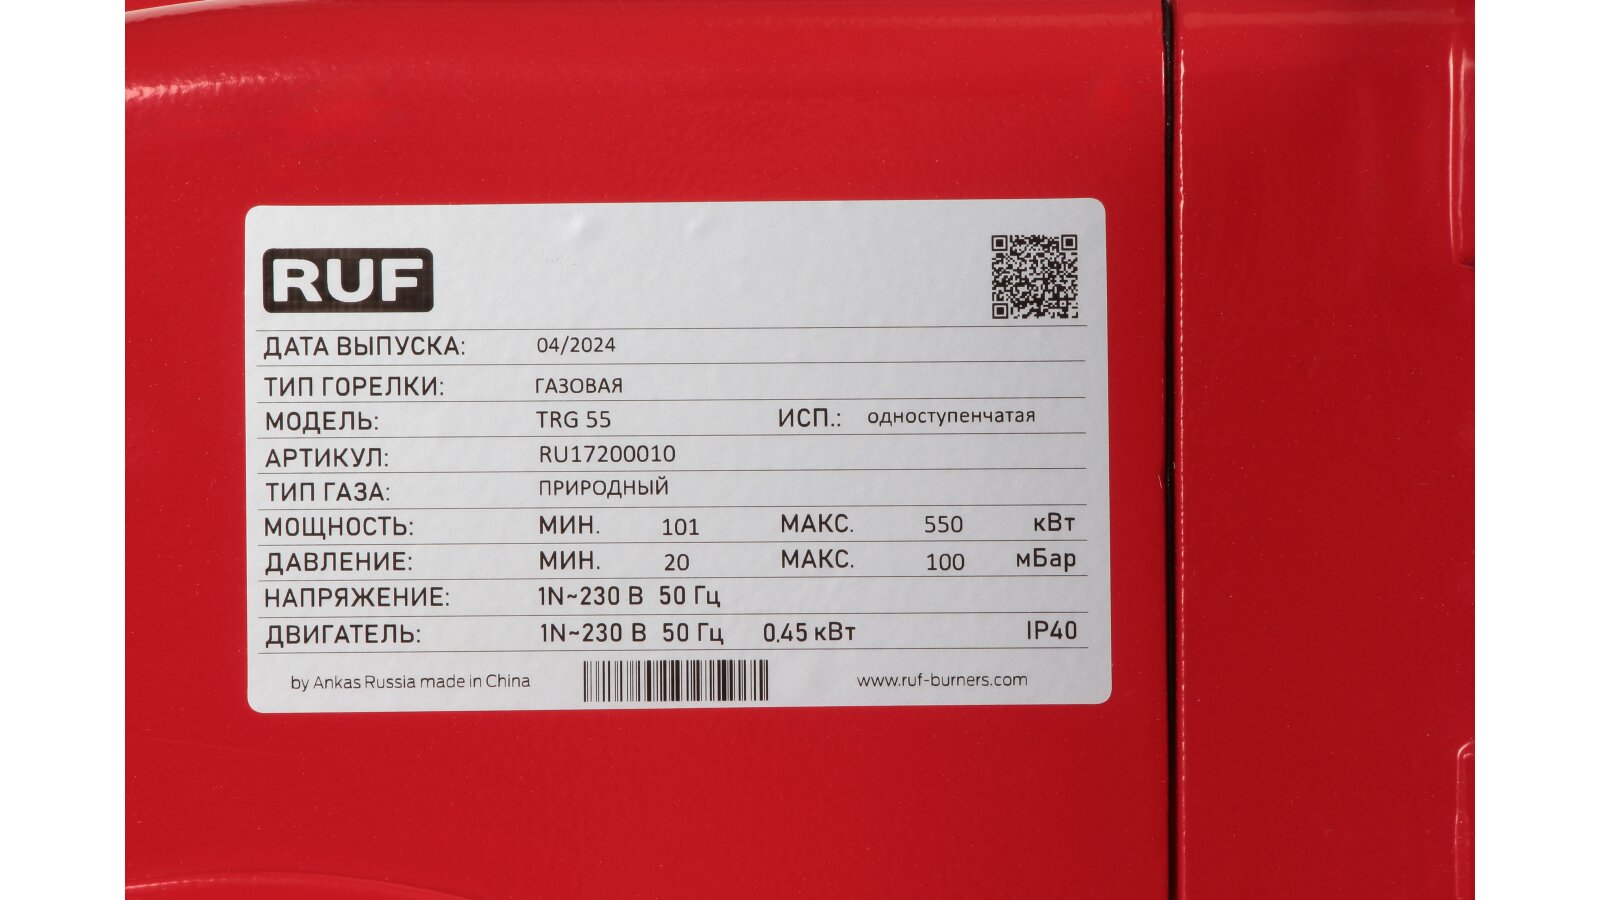 RUF
ДАТА ВЫПУСКА: 04/2024
ТИП ГОРЕЛКИ: ГАЗОВАЯ
МОДЕЛЬ: TRG 55 ИСП.: одноступенчатая
АРТИКУЛ: RU17200010
ТИП ГАЗА: ПРИРОДНЫЙ
МОЩНОСТЬ: МИН. 101 МАКС. 550 кВт
ДАВЛЕНИЕ: МИН. 20 МАКС. 100 мБар
НАПРЯЖЕНИЕ: 1N~230 В 50 Гц
ДВИГАТЕЛЬ: 1N~230 В 50 Гц 0.45 кВт IP40
by Ankas Russia made in China www.ruf-burners.com